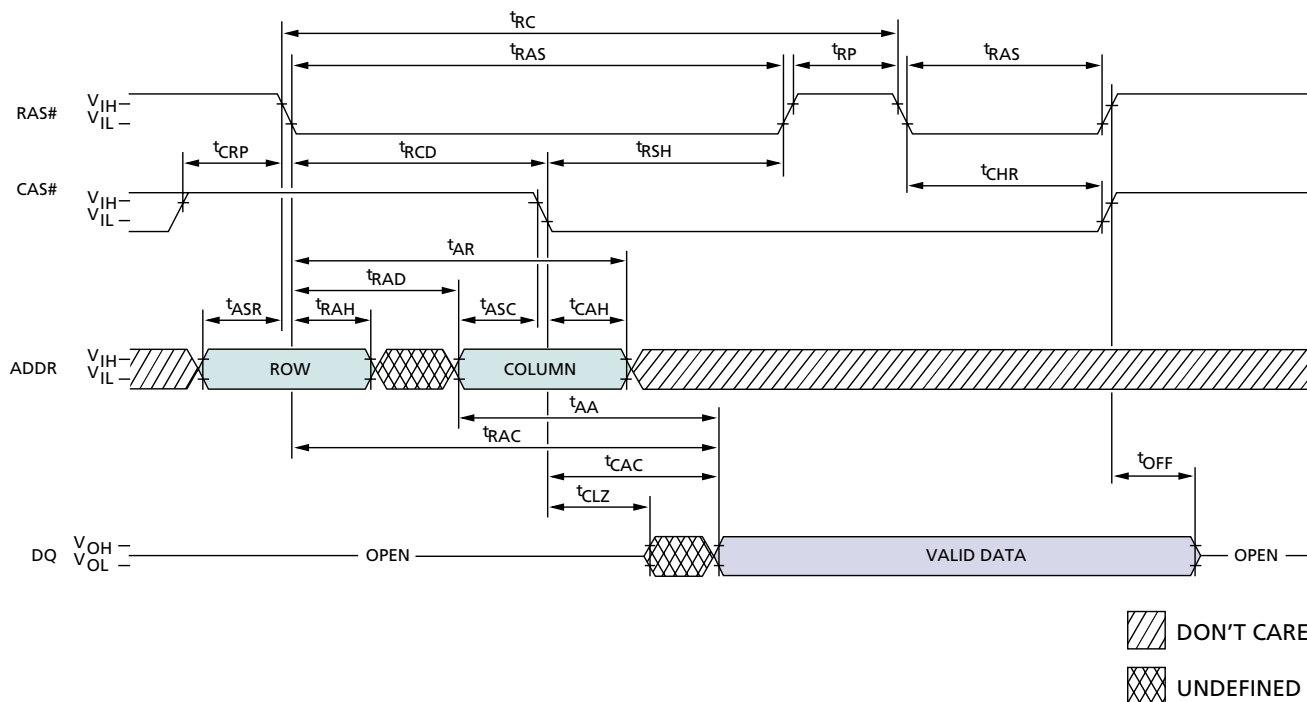 tRC
tRAS tRP tRAS
RAS# VIH
VIL
tCRP tRCD tRSH
tCHR
CAS# VIH
VIL
tAR
tRAD
tASR tRAH tASC tCAH
ADDR VIH
VIL
ROW COLUMN
tAA
tRAC
tCAC
tOFF
tCLZ
DQ VOH
VOL
OPEN VALID DATA OPEN
DON'T CARE
UNDEFINED